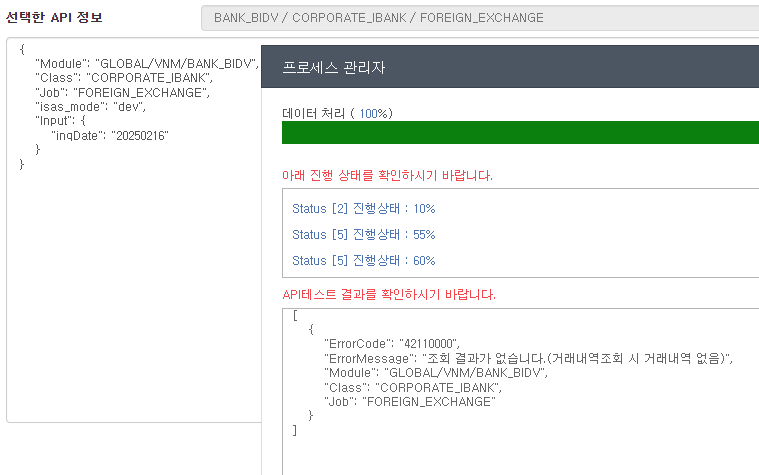 선택한 API 정보
BANK_BIDV / CORPORATE_IBANK / FOREIGN_EXCHANGE
{
"Module": "GLOBAL/VNM/BANK_BIDV",
"Class": "CORPORATE_IBANK",
"Job": "FOREIGN_EXCHANGE",
"isas_mode": "dev",
"Input": {
"inqDate": "20250216"
}
}
프로세스 관리자
데이터 처리 ( 100%)
아래 진행 상태를 확인하시기 바랍니다.
Status [2] 진행상태 : 10%
Status [5] 진행상태 : 55%
Status [5] 진행상태 : 60%
API테스트 결과를 확인하시기 바랍니다.
[
{
"ErrorCode": "42110000",
"ErrorMessage": "조회 결과가 없습니다.(거래내역조회 시 거래내역 없음)",
"Module": "GLOBAL/VNM/BANK_BIDV",
"Class": "CORPORATE_IBANK",
"Job": "FOREIGN_EXCHANGE"
}
]